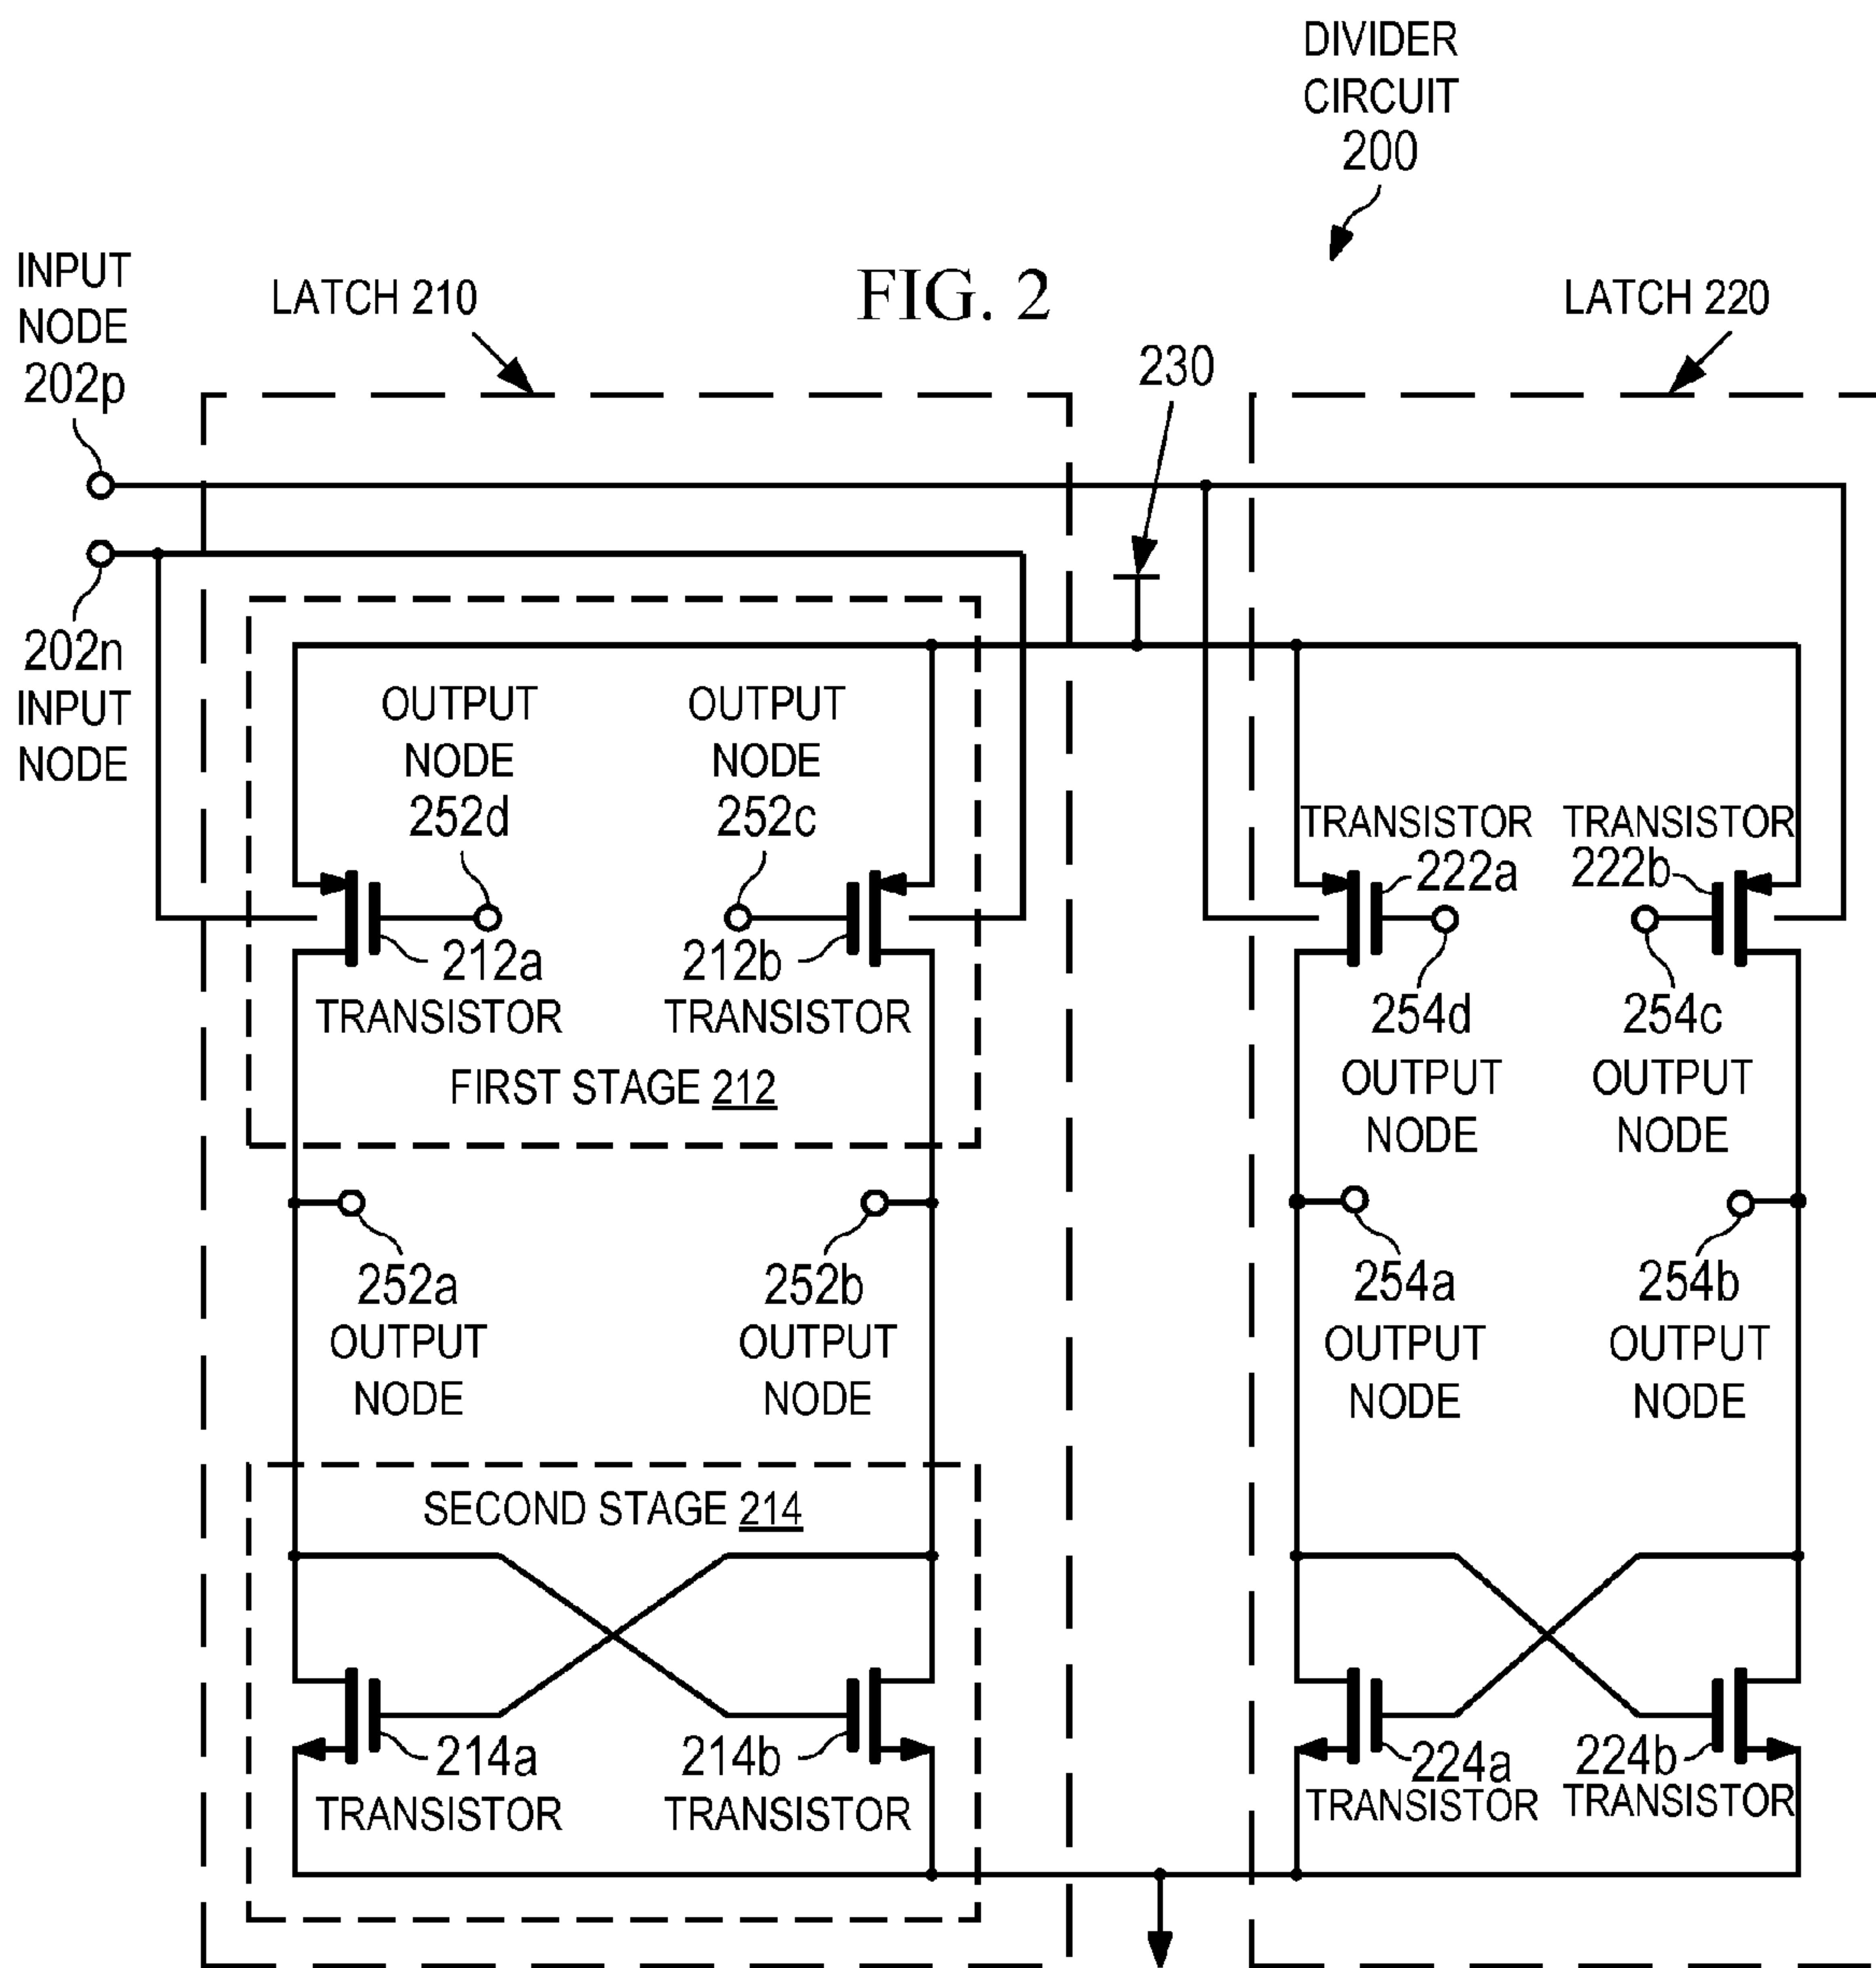 DIVIDER
CIRCUIT
200
INPUT
NODE
202p
LATCH 210
FIG. 2
LATCH 220
230
202n
INPUT
NODE
OUTPUT
NODE
252d
OUTPUT
NODE
252c
TRANSISTOR
222a
TRANSISTOR
222b
212a
TRANSISTOR
212b
TRANSISTOR
254d
OUTPUT
NODE
254c
OUTPUT
NODE
FIRST STAGE 212
252a
OUTPUT
NODE
252b
OUTPUT
NODE
254a
OUTPUT
NODE
254b
OUTPUT
NODE
SECOND STAGE 214
214a
TRANSISTOR
214b
TRANSISTOR
224a
TRANSISTOR
224b
TRANSISTOR